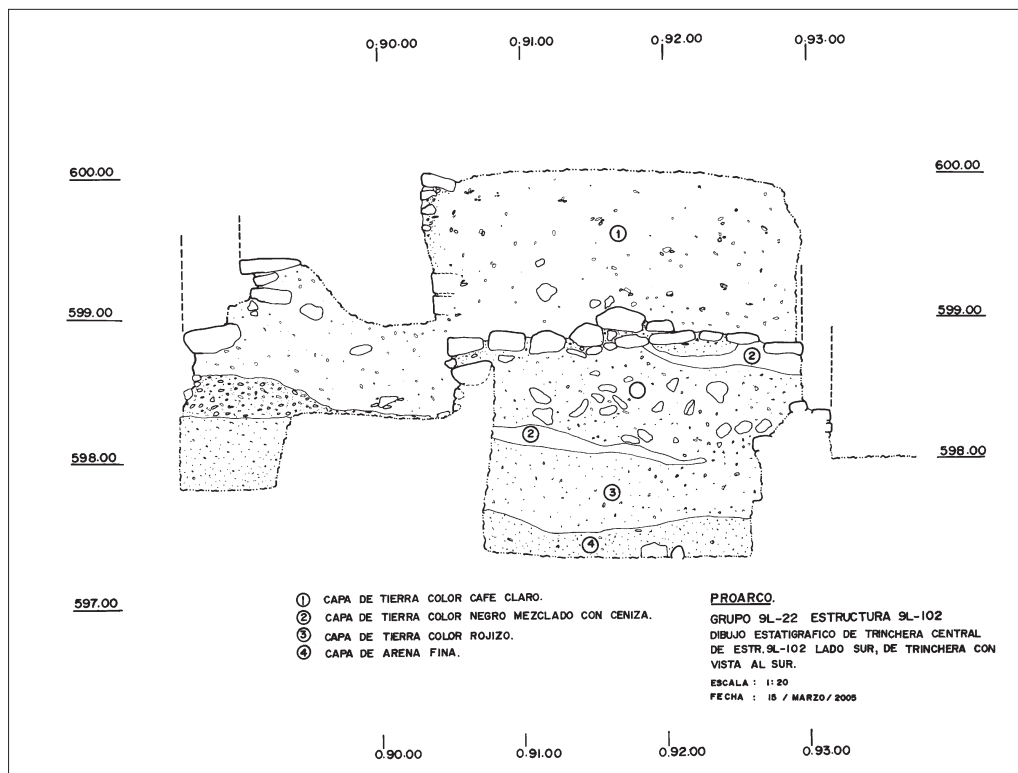 0.90.00 0.91.00 0.92.00 0.93.00
600.00 600.00
1
599.00 599.00
2
2
598.00 598.00
3
4
597.00
1 CAPA DE TIERRA COLOR CAFE CLARO.
2 CAPA DE TIERRA COLOR NEGRO MEZCLADO CON CENIZA.
3 CAPA DE TIERRA COLOR ROJIZO.
4 CAPA DE ARENA FINA.
PROARCO.
GRUPO 9L-22 ESTRUCTURA 9L-102
DIBUJO ESTATIGRAFICO DE TRINCHERA CENTRAL
DE ESTR.9L-102 LADO SUR, DE TRINCHERA CON
VISTA AL SUR.
ESCALA : 1:20
FECHA : 15 / MARZO / 2005
0.90.00 0.91.00 0.92.00 0.93.00